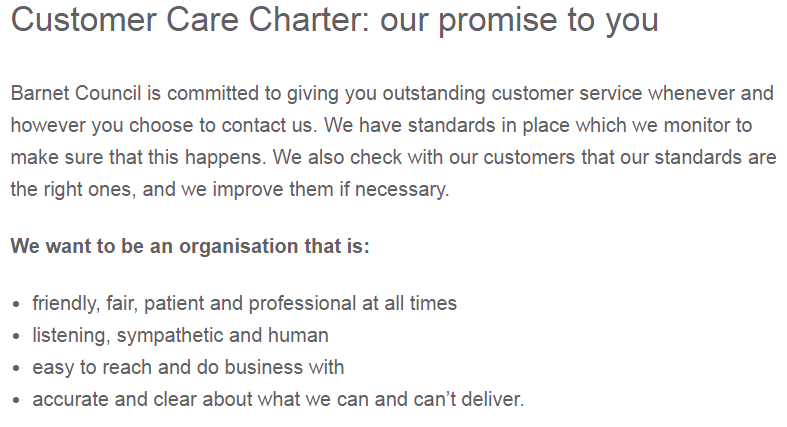 Customer Care Charter: our promise to you
Barnet Council is committed to giving you outstanding customer service whenever and
however you choose to contact us. We have standards in place which we monitor to
make sure that this happens. We also check with our customers that our standards are
the right ones, and we improve them if necessary.
We want to be an organisation that is:
• friendly, fair, patient and professional at all times
• listening, sympathetic and human
• easy to reach and do business with
• accurate and clear about what we can and can’t deliver.